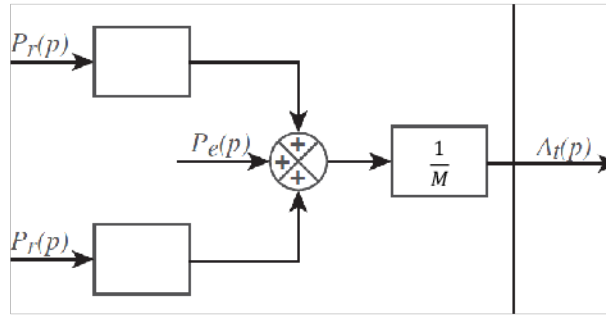 P_r(p)
+
P_e(p)
+
+
1/M
Λ_t(p)
P_r(p)